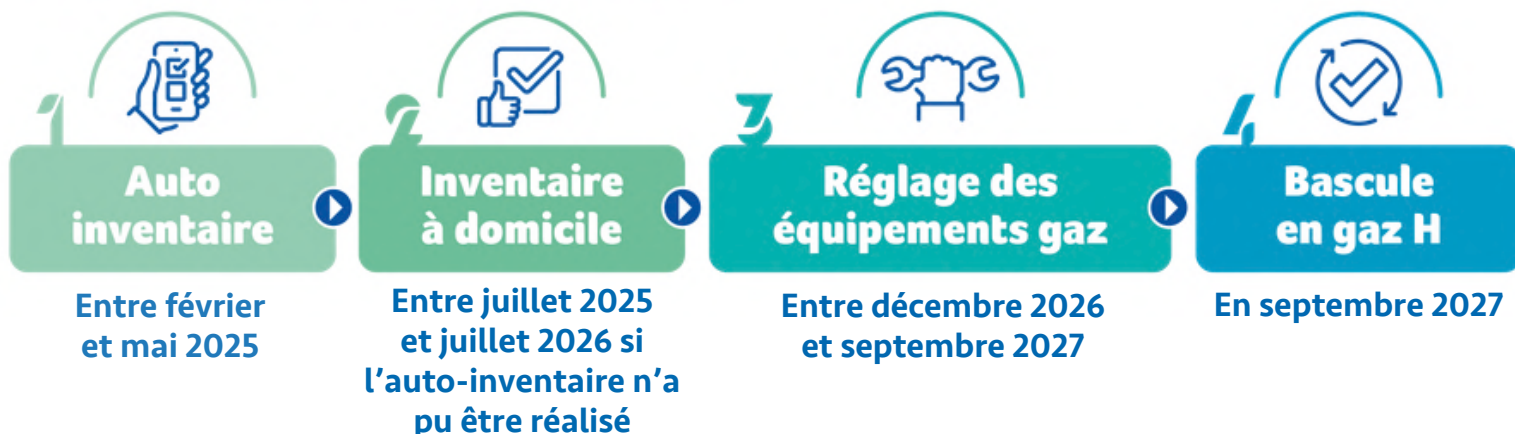 1
Auto
inventaire
Entre février
et mai 2025
2
Inventaire
à domicile
Entre juillet 2025
et juillet 2026 si
l’auto-inventaire n’a
pu être réalisé
3
Réglage des
équipements gaz
Entre décembre 2026
et septembre 2027
4
Bascule
en gaz H
En septembre 2027